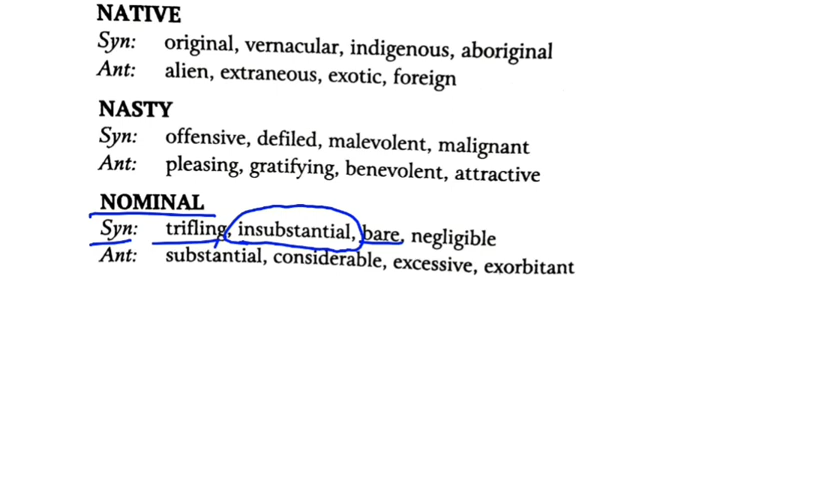 NATIVE
Syn: original, vernacular, indigenous, aboriginal
Ant: alien, extraneous, exotic, foreign
NASTY
Syn: offensive, defiled, malevolent, malignant
Ant: pleasing, gratifying, benevolent, attractive
NOMINAL
Syn: trifling, insubstantial, bare, negligible
Ant: substantial, considerable, excessive, exorbitant